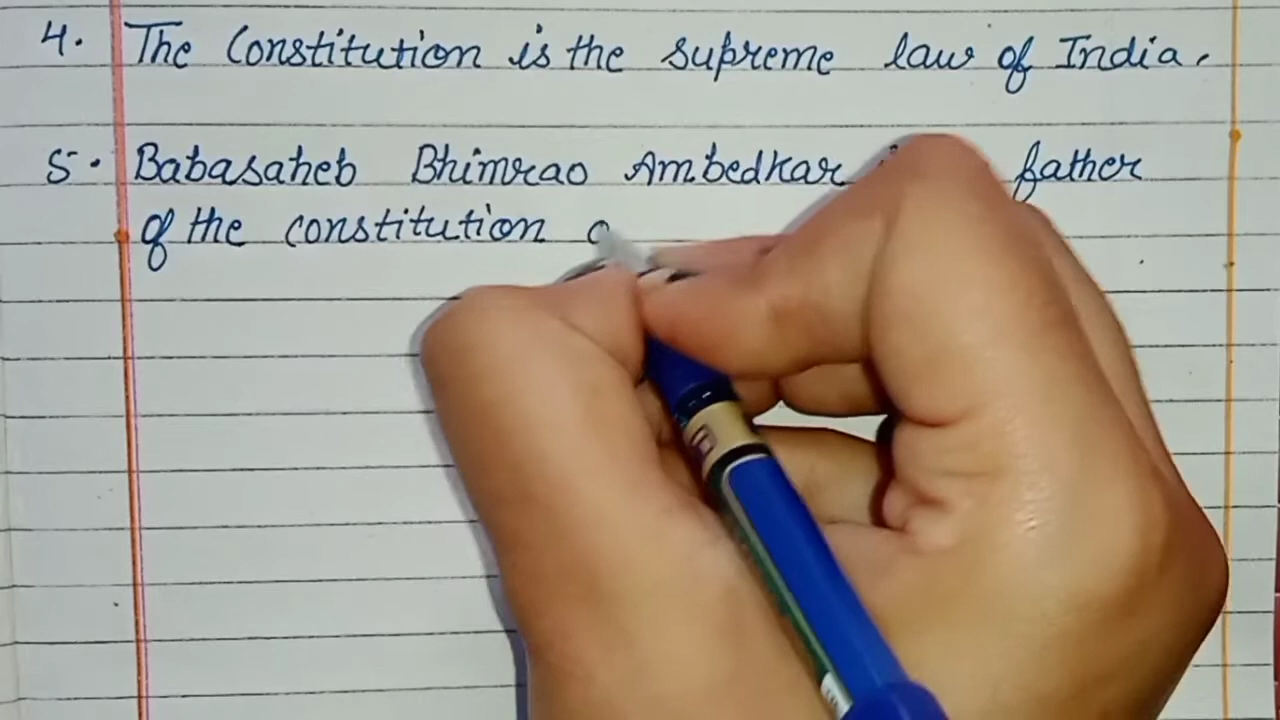 4. The Constitution is the supreme law of India.
5. Babasaheb Bhimrao Ambedkar father
of the constitution